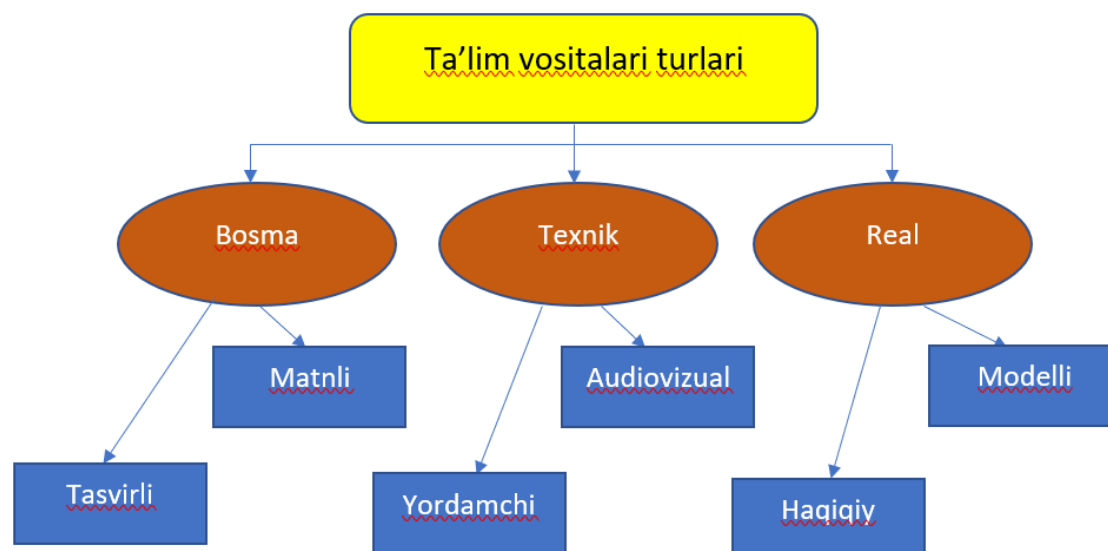 Ta’lim vositalari turlari
Bosma
Texnik
Real
Matnli
Audiovizual
Modelli
Tasvirli
Yordamchi
Haqiqiy